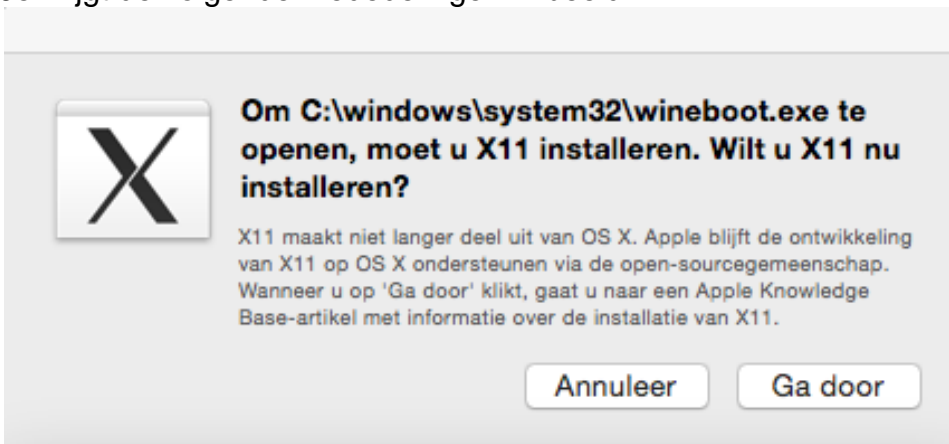 Om C:\windows\system32\wineboot.exe te
openen, moet u X11 installeren. Wilt u X11 nu
installeren?
X11 maakt niet langer deel uit van OS X. Apple blijft de ontwikkeling
van X11 op OS X ondersteunen via de open-sourcegemeenschap.
Wanneer u op 'Ga door' klikt, gaat u naar een Apple Knowledge
Base-artikel met informatie over de installatie van X11.
Annuleer Ga door